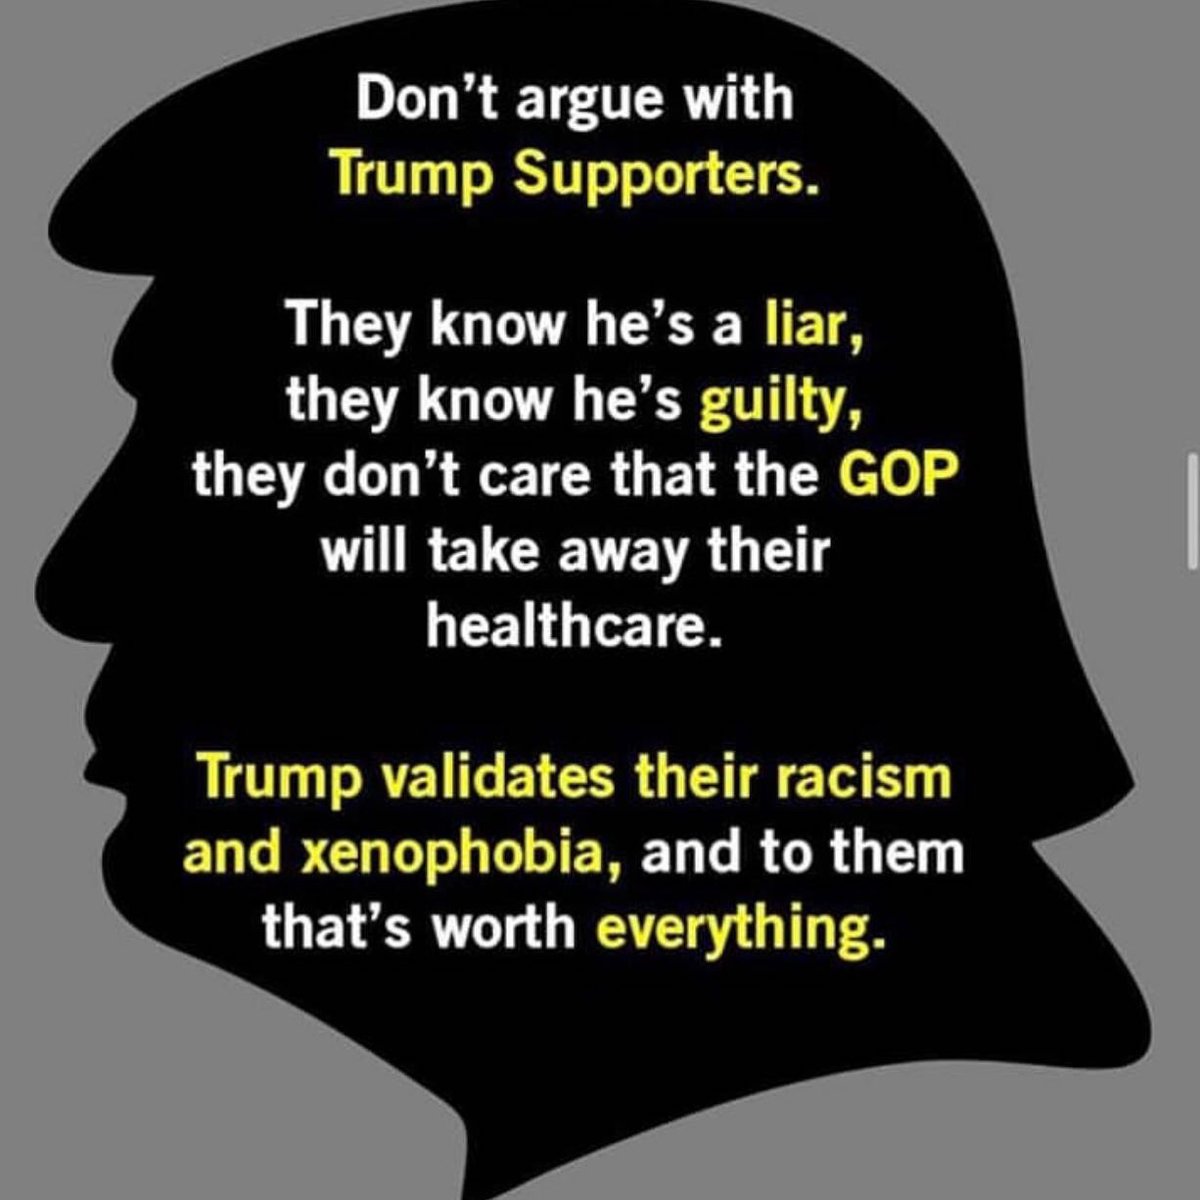 Don't argue with
Trump Supporters.
They know he's a liar,
they know he's guilty,
they don't care that the GOP
will take away their
healthcare.
Trump validates their racism
and xenophobia, and to them
that's worth everything.